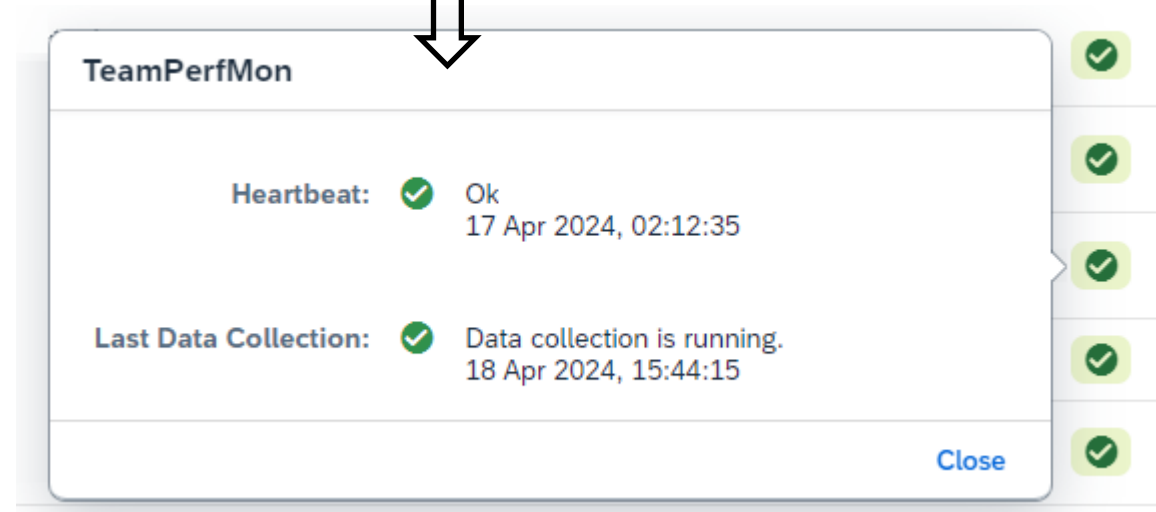 TeamPerfMon
Heartbeat: Ok
17 Apr 2024, 02:12:35
Last Data Collection: Data collection is running.
18 Apr 2024, 15:44:15
Close